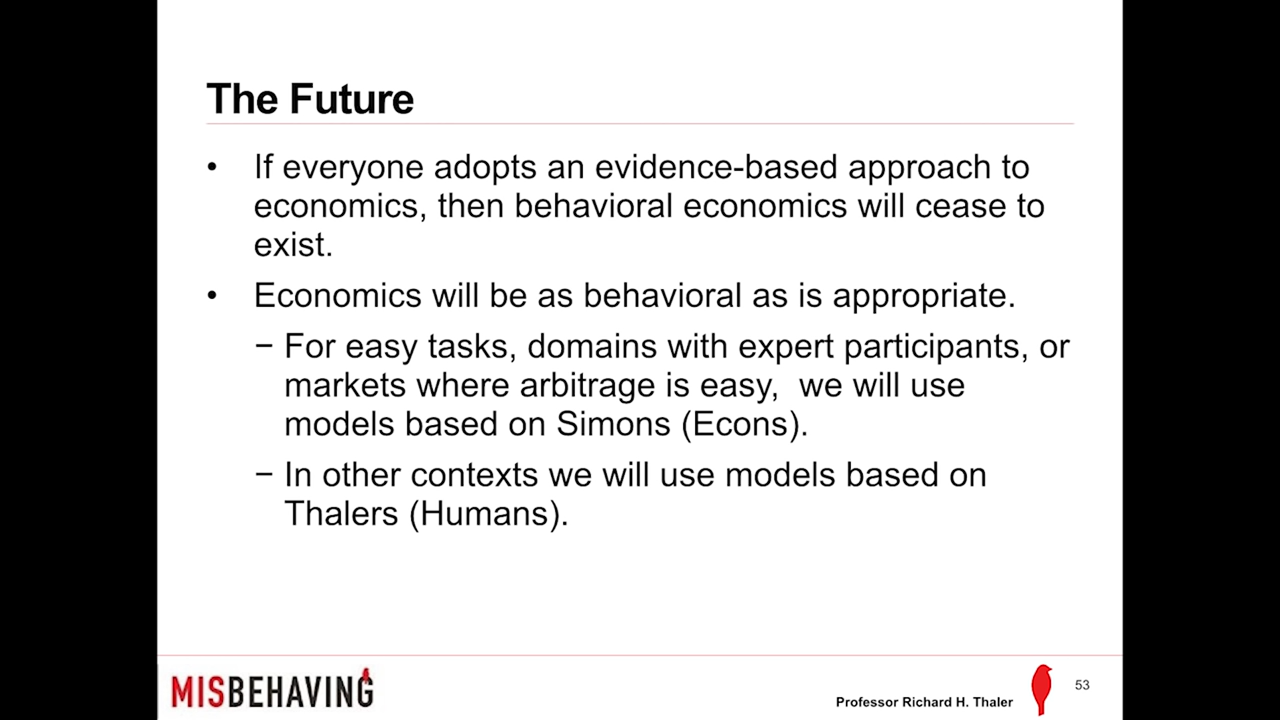 The Future
• If everyone adopts an evidence-based approach to
economics, then behavioral economics will cease to
exist.
• Economics will be as behavioral as is appropriate.
− For easy tasks, domains with expert participants, or
markets where arbitrage is easy,  we will use
models based on Simons (Econs).
− In other contexts we will use models based on
Thalers (Humans).
MISBEHAVING
Professor Richard H. Thaler
53